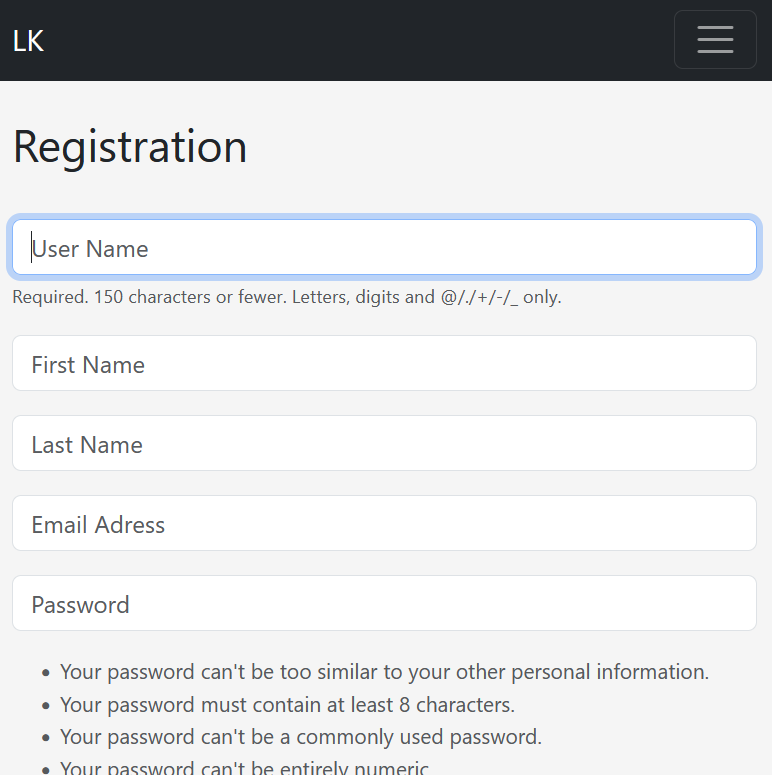 LK
Registration
User Name
Required. 150 characters or fewer. Letters, digits and @/./+/-/_ only.
First Name
Last Name
Email Adress
Password
• Your password can't be too similar to your other personal information.
• Your password must contain at least 8 characters.
• Your password can't be a commonly used password.
• Your password can't be entirely numeric